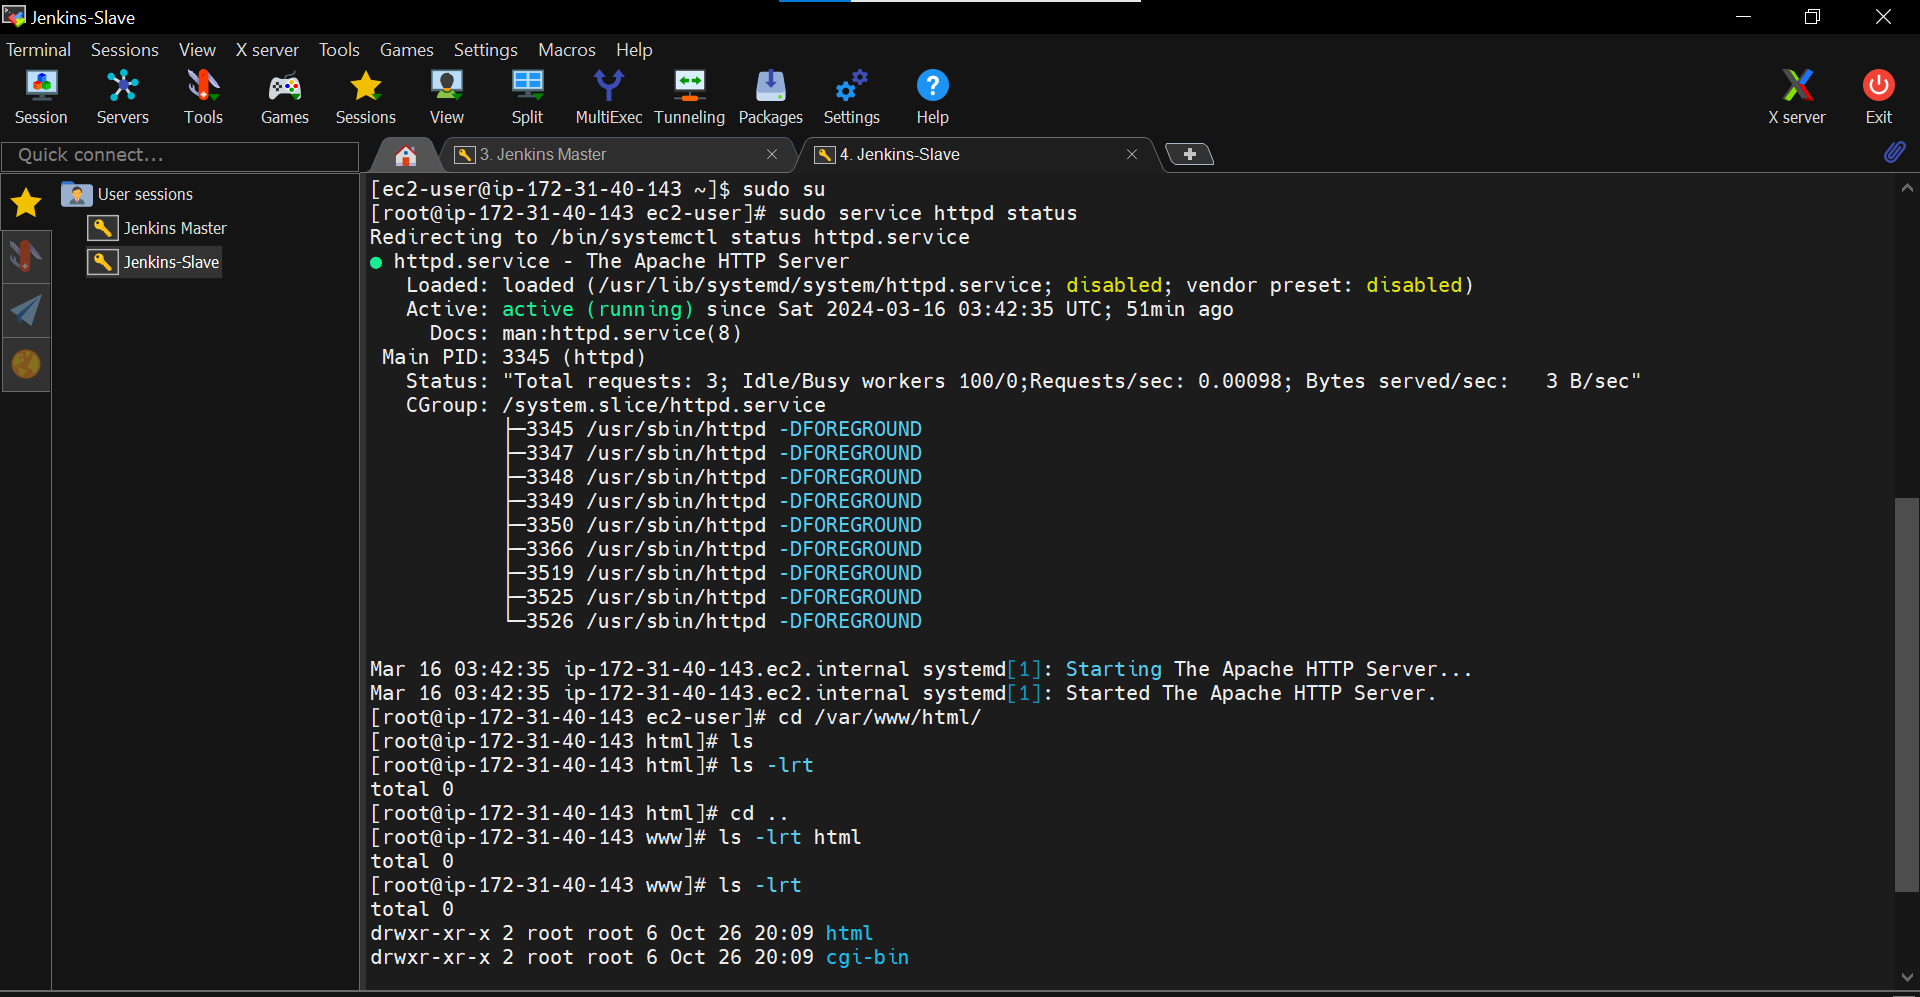 Jenkins-Slave
Terminal Sessions View X server Tools Games Settings Macros Help
Session Servers Tools Games Sessions View Split MultiExec Tunneling Packages Settings Help X server Exit
Quick connect...
3. Jenkins Master
4. Jenkins-Slave
User sessions
Jenkins Master
Jenkins-Slave
[ec2-user@ip-172-31-40-143 ~]$ sudo su
[root@ip-172-31-40-143 ec2-user]# sudo service httpd status
Redirecting to /bin/systemctl status httpd.service
● httpd.service - The Apache HTTP Server
   Loaded: loaded (/usr/lib/systemd/system/httpd.service; disabled; vendor preset: disabled)
   Active: active (running) since Sat 2024-03-16 03:42:35 UTC; 51min ago
     Docs: man:httpd.service(8)
 Main PID: 3345 (httpd)
   Status: "Total requests: 3; Idle/Busy workers 100/0;Requests/sec: 0.00098; Bytes served/sec:   3 B/sec"
   CGroup: /system.slice/httpd.service
           ├─3345 /usr/sbin/httpd -DFOREGROUND
           ├─3347 /usr/sbin/httpd -DFOREGROUND
           ├─3348 /usr/sbin/httpd -DFOREGROUND
           ├─3349 /usr/sbin/httpd -DFOREGROUND
           ├─3350 /usr/sbin/httpd -DFOREGROUND
           ├─3366 /usr/sbin/httpd -DFOREGROUND
           ├─3519 /usr/sbin/httpd -DFOREGROUND
           ├─3525 /usr/sbin/httpd -DFOREGROUND
           └─3526 /usr/sbin/httpd -DFOREGROUND
Mar 16 03:42:35 ip-172-31-40-143.ec2.internal systemd[1]: Starting The Apache HTTP Server...
Mar 16 03:42:35 ip-172-31-40-143.ec2.internal systemd[1]: Started The Apache HTTP Server.
[root@ip-172-31-40-143 ec2-user]# cd /var/www/html/
[root@ip-172-31-40-143 html]# ls
[root@ip-172-31-40-143 html]# ls -lrt
total 0
[root@ip-172-31-40-143 html]# cd ..
[root@ip-172-31-40-143 www]# ls -lrt html
total 0
[root@ip-172-31-40-143 www]# ls -lrt
total 0
drwxr-xr-x 2 root root 6 Oct 26 20:09 html
drwxr-xr-x 2 root root 6 Oct 26 20:09 cgi-bin